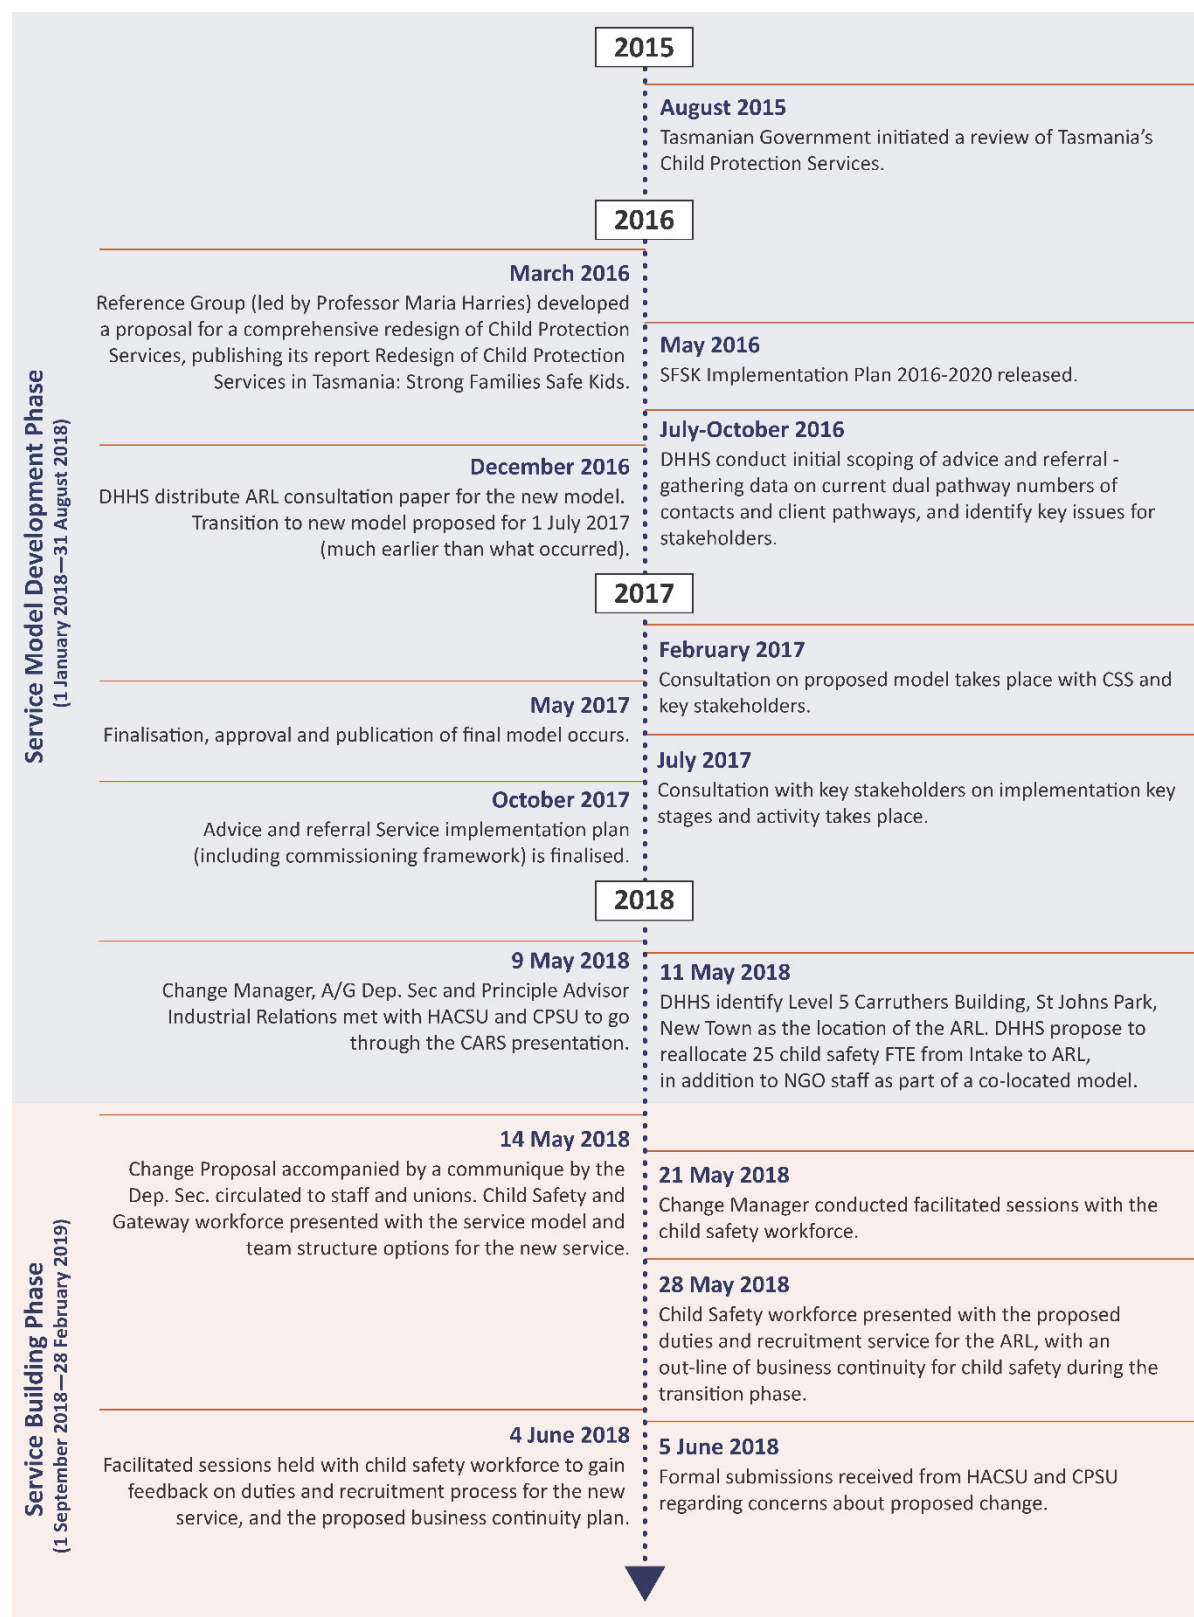 2015
August 2015
Tasmanian Government initiated a review of Tasmania's
Child Protection Services.
2016
March 2016
Reference Group (led by Professor Maria Harries) developed
a proposal for a comprehensive redesign of Child Protection
Services, publishing its report Redesign of Child Protection
Services in Tasmania: Strong Families Safe Kids.
May 2016
SFSK Implementation Plan 2016-2020 released.
July-October 2016
DHHS conduct initial scoping of advice and referral -
gathering data on current dual pathway numbers of
contacts and client pathways, and identify key issues for
stakeholders.
December 2016
DHHS distribute ARL consultation paper for the new model.
Transition to new model proposed for 1 July 2017
(much earlier than what occurred).
2017
February 2017
Consultation on proposed model takes place with CSS and
key stakeholders.
May 2017
Finalisation, approval and publication of final model occurs.
July 2017
Consultation with key stakeholders on implementation key
stages and activity takes place.
October 2017
Advice and referral Service implementation plan
(including commissioning framework) is finalised.
2018
9 May 2018
Change Manager, A/G Dep. Sec and Principle Advisor
Industrial Relations met with HACSU and CPSU to go
through the CARS presentation.
11 May 2018
DHHS identify Level 5 Carruthers Building, St Johns Park,
New Town as the location of the ARL. DHHS propose to
reallocate 25 child safety FTE from Intake to ARL,
in addition to NGO staff as part of a co-located model.
Service Model Development Phase
(1 January 2018—31 August 2018)
14 May 2018
Change Proposal accompanied by a communique by the
Dep. Sec. circulated to staff and unions. Child Safety and
Gateway workforce presented with the service model and
team structure options for the new service.
21 May 2018
Change Manager conducted facilitated sessions with the
child safety workforce.
28 May 2018
Child Safety workforce presented with the proposed
duties and recruitment service for the ARL, with an
out-line of business continuity for child safety during the
transition phase.
4 June 2018
Facilitated sessions held with child safety workforce to gain
feedback on duties and recruitment process for the new
service, and the proposed business continuity plan.
5 June 2018
Formal submissions received from HACSU and CPSU
regarding concerns about proposed change.
Service Building Phase
(1 September 2018—28 February 2019)